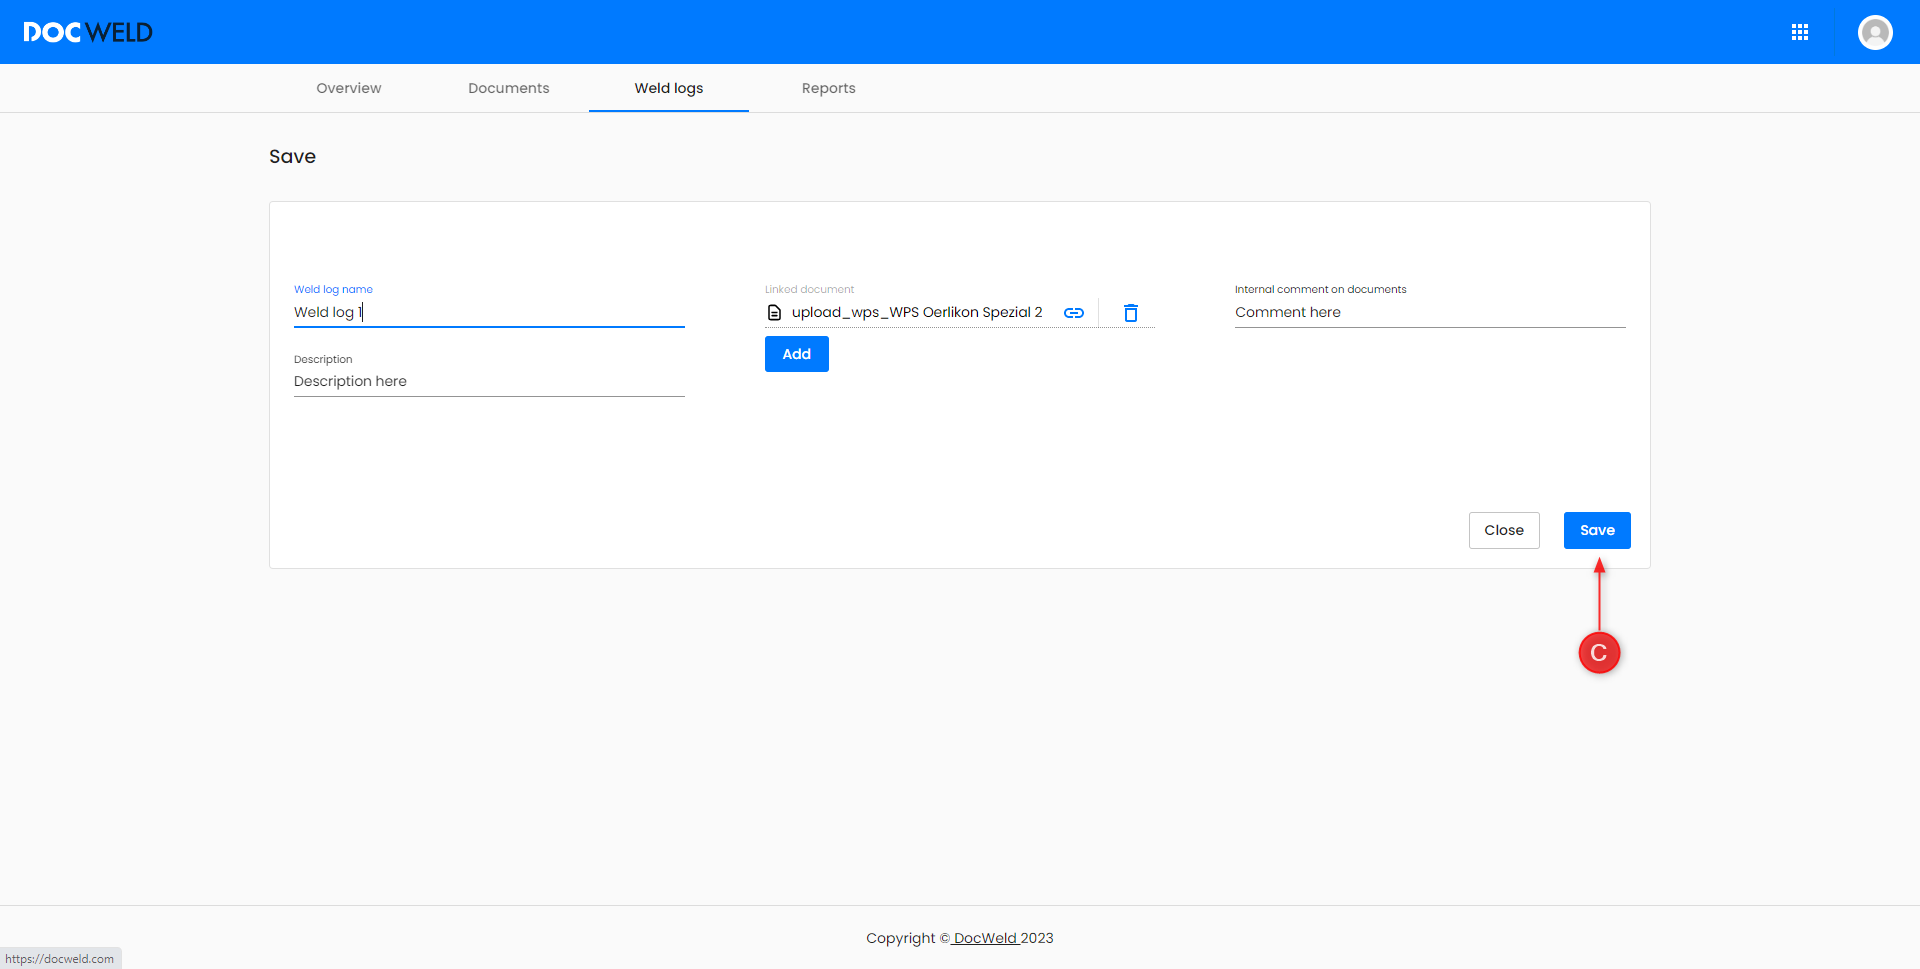 DOCWELD
Overview Documents Weld logs Reports
Save
Weld log name
Weld log 1
Description
Description here
Linked document
upload_wps_WPS Oerlikon Spezial 2
Add
Internal comment on documents
Comment here
Close Save
C
Copyright © DocWeld 2023
https://docweld.com